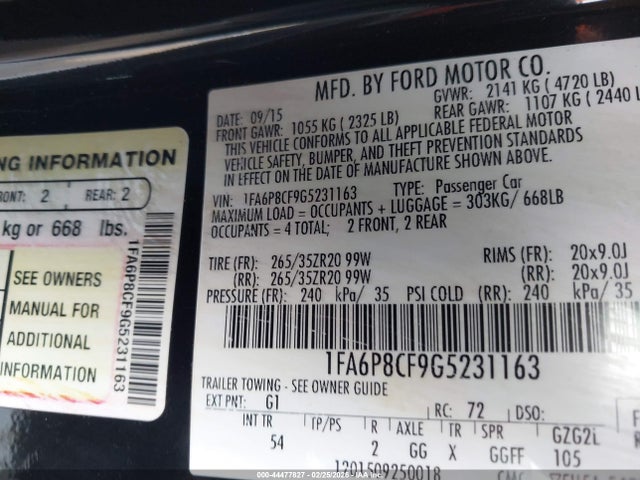 MFD. BY FORD MOTOR CO.
DATE: 09/15
GVWR: 2141 KG ( 4720 LB)
FRONT GAWR: 1055 KG ( 2325 LB)
REAR GAWR: 1107 KG ( 2440
THIS VEHICLE CONFORMS TO ALL APPLICABLE FEDERAL MOTOR
VEHICLE SAFETY, BUMPER, AND THEFT PREVENTION STANDARDS
IN EFFECT ON THE DATE OF MANUFACTURE SHOWN ABOVE.
VIN: 1FA6P8CF9G5231163 TYPE: Passenger Car
MAXIMUM LOAD = OCCUPANTS + LUGGAGE = 303KG/ 668LB
OCCUPANTS = 4 TOTAL; 2 FRONT, 2 REAR
TIRE (FR): 265/35ZR20 99W RIMS (FR): 20x9.0J
(RR): 265/35ZR20 99W (RR): 20x9.0J
PRESSURE (FR): 240 kPa/ 35 PSI COLD (RR): 240 kPa/ 35
1FA6P8CF9G5231163
TRAILER TOWING - SEE OWNER GUIDE
EXT PNT: G1 RC: 72 DSO:
INT TR TP/PS R AXLE TR SPR GZG2i
54 2 GG X GGFF 105
1201509250018
ING INFORMATION
FRONT: 2 REAR: 2
kg or 668 lbs.
SEE OWNERS
MANUAL FOR
ADDITIONAL
INFORMATION
1FA6P8CF9G5231163
000-44477827 - 02/25/2026 -